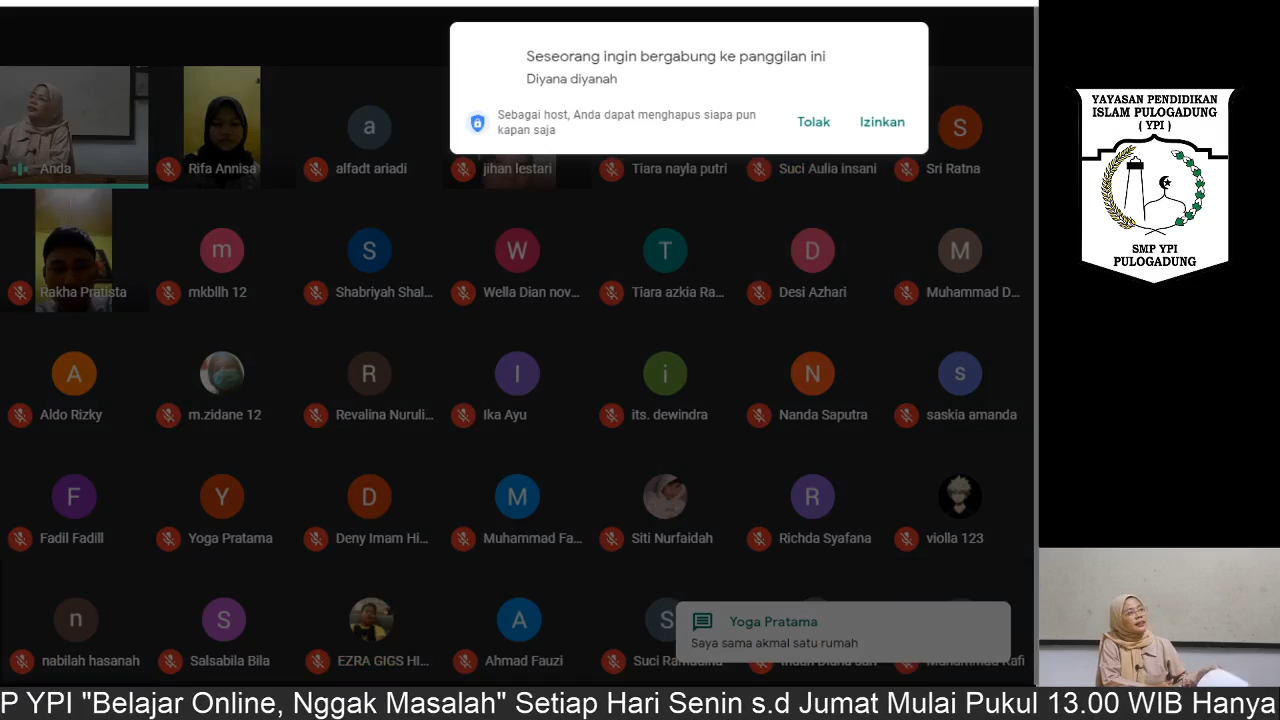 Seseorang ingin bergabung ke panggilan ini
Diyana diyanah
Sebagai host, Anda dapat menghapus siapa pun
kapan saja
Tolak
Izinkan
Anda
Rifa Annisa
a
alfadt ariadi
jihan lestari
Tiara nayla putri
Suci Aulia insani
S
Sri Ratna
Rakha Pratista
m
mkbllh 12
S
Shabriyah Shal...
W
Wella Dian nov...
T
Tiara azkia Ra...
D
Desi Azhari
M
Muhammad D...
A
Aldo Rizky
m.zidane 12
R
Revalina Nuruli...
I
Ika Ayu
i
its. dewindra
N
Nanda Saputra
s
saskia amanda
F
Fadil Fadill
Y
Yoga Pratama
D
Deny Imam Hi...
M
Muhammad Fa...
Siti Nurfaidah
R
Richda Syafana
violla 123
n
nabilah hasanah
S
Salsabila Bila
EZRA GIGS HI...
A
Ahmad Fauzi
S
Suci Ramadina
Yoga Pratama
Saya sama akmal satu rumah
YAYASAN PENDIDIKAN
ISLAM PULOGADUNG
( YPI )
SMP YPI
PULOGADUNG
P YPI "Belajar Online, Nggak Masalah" Setiap Hari Senin s.d Jumat Mulai Pukul 13.00 WIB Hanya